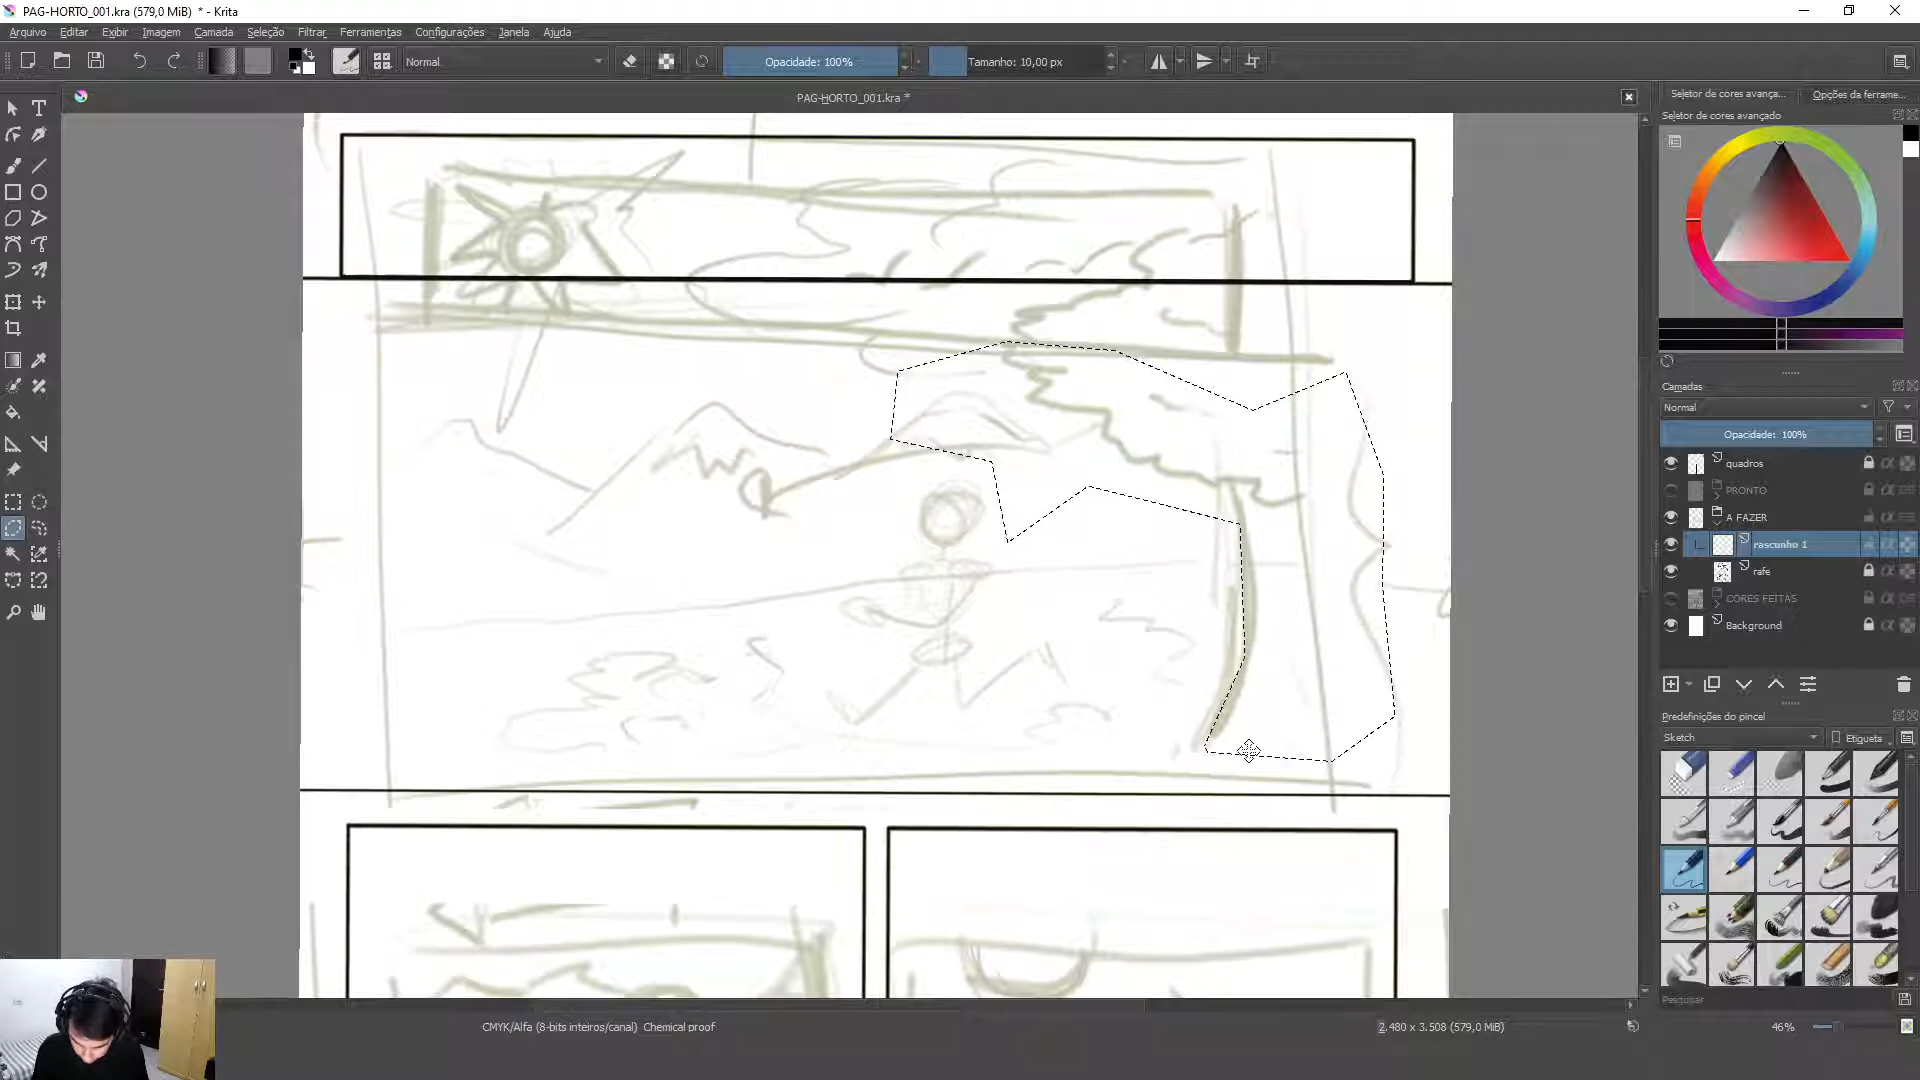 PAG-HORTO_001.kra (579,0 MiB) * - Krita
Arquivo Editar Exibir Imagem Camada Seleção Filtrar Ferramentas Configurações Janela Ajuda
Normal Opacidade: 100% Tamanho: 10,00 px
PAG-HORTO_001.kra *
Seletor de cores avança... Opções da ferrame...
Seletor de cores avançado
Camadas
Normal
Opacidade: 100%
quadros
PRONTO
A FAZER
rascunho 1
rafe
CORES FEITAS
Background
Predefinições do pincel
Sketch Etiqueta
Pesquisar
CMYK/Alfa (8-bits inteiros/canal) Chemical proof 2.480 x 3.508 (579,0 MiB) 46%